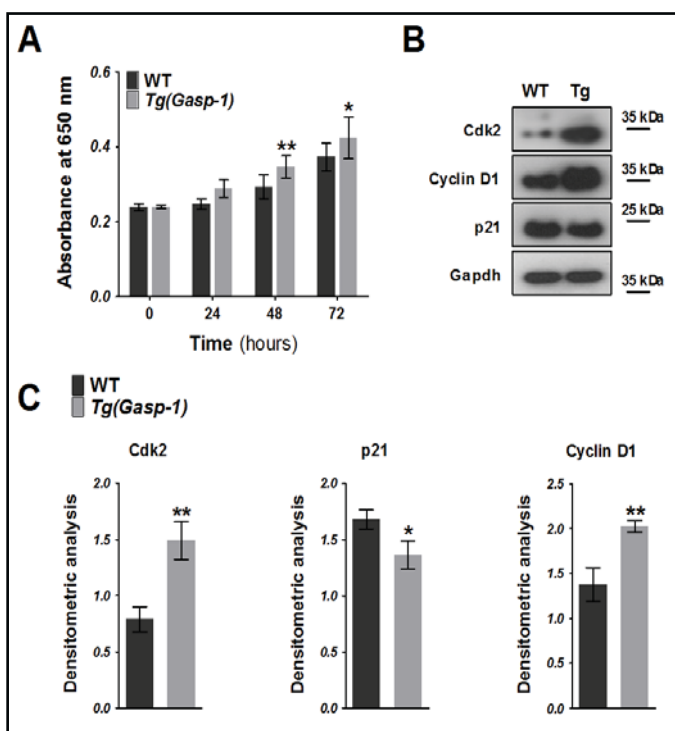 A
WT
Tg(Gasp-1)
Absorbance at 650 nm
0.6
0.4
0.2
0.0
0 24 48 72
** *
Time (hours)
B
WT Tg
Cdk2 35 kDa
Cyclin D1 35 kDa
p21 25 kDa
Gapdh 35 kDa
C
WT
Tg(Gasp-1)
Cdk2
Densitometric analysis
2.0
1.5
1.0
0.5
0.0
**
p21
Densitometric analysis
2.0
1.5
1.0
0.5
0.0
*
Cyclin D1
Densitometric analysis
2.5
2.0
1.5
1.0
0.5
0.0
**